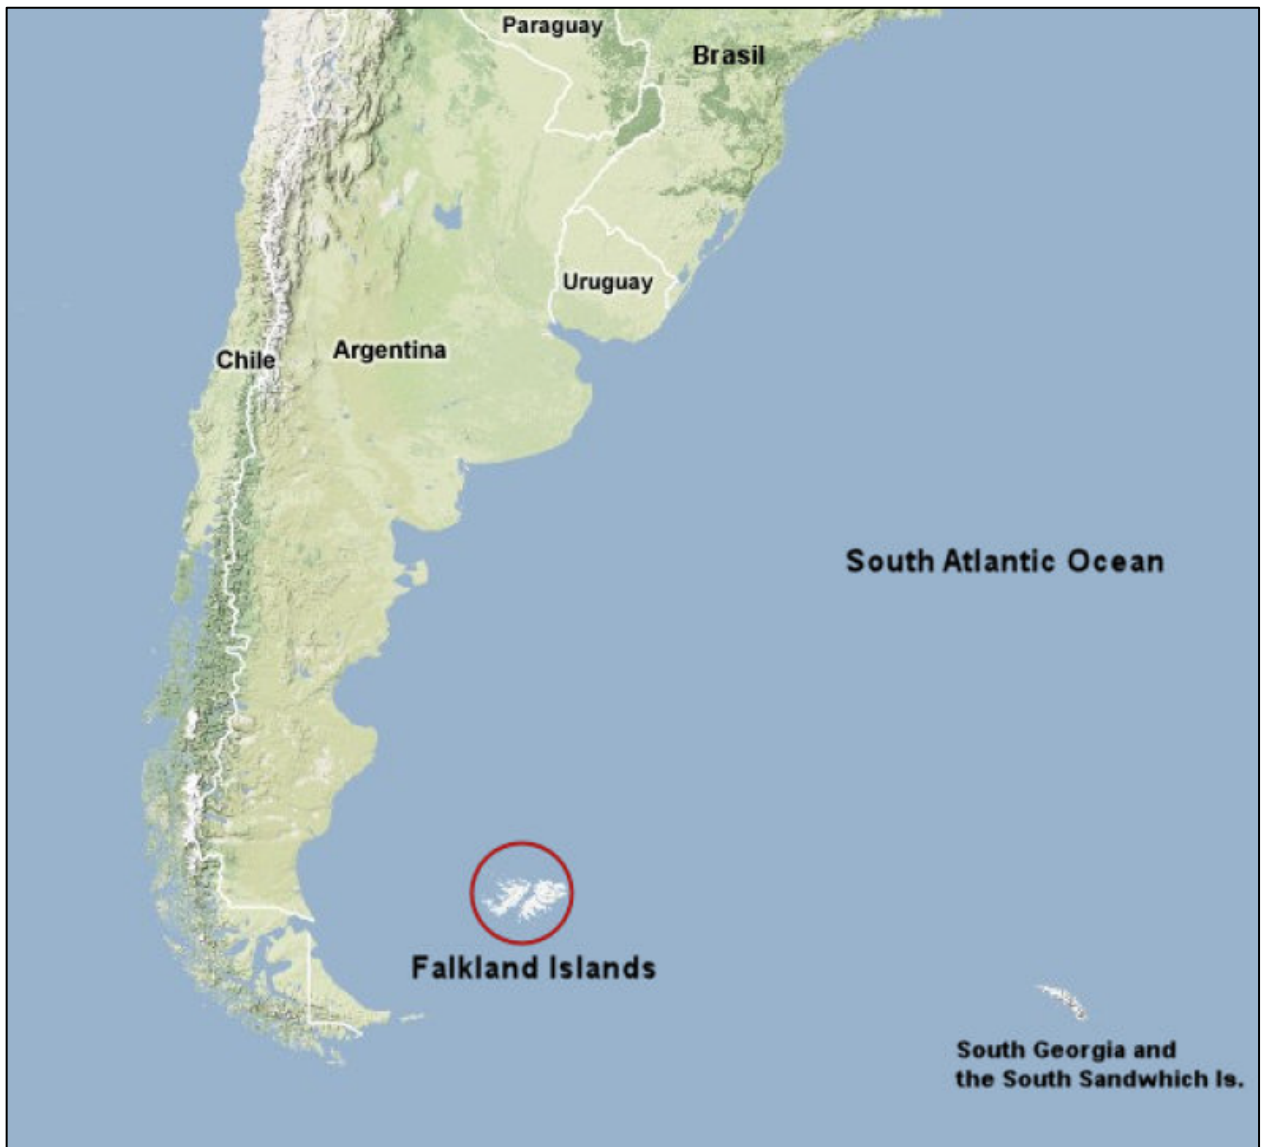 Paraguay
Brasil
Uruguay
Chile
Argentina
South Atlantic Ocean
Falkland Islands
South Georgia and
the South Sandwhich Is.